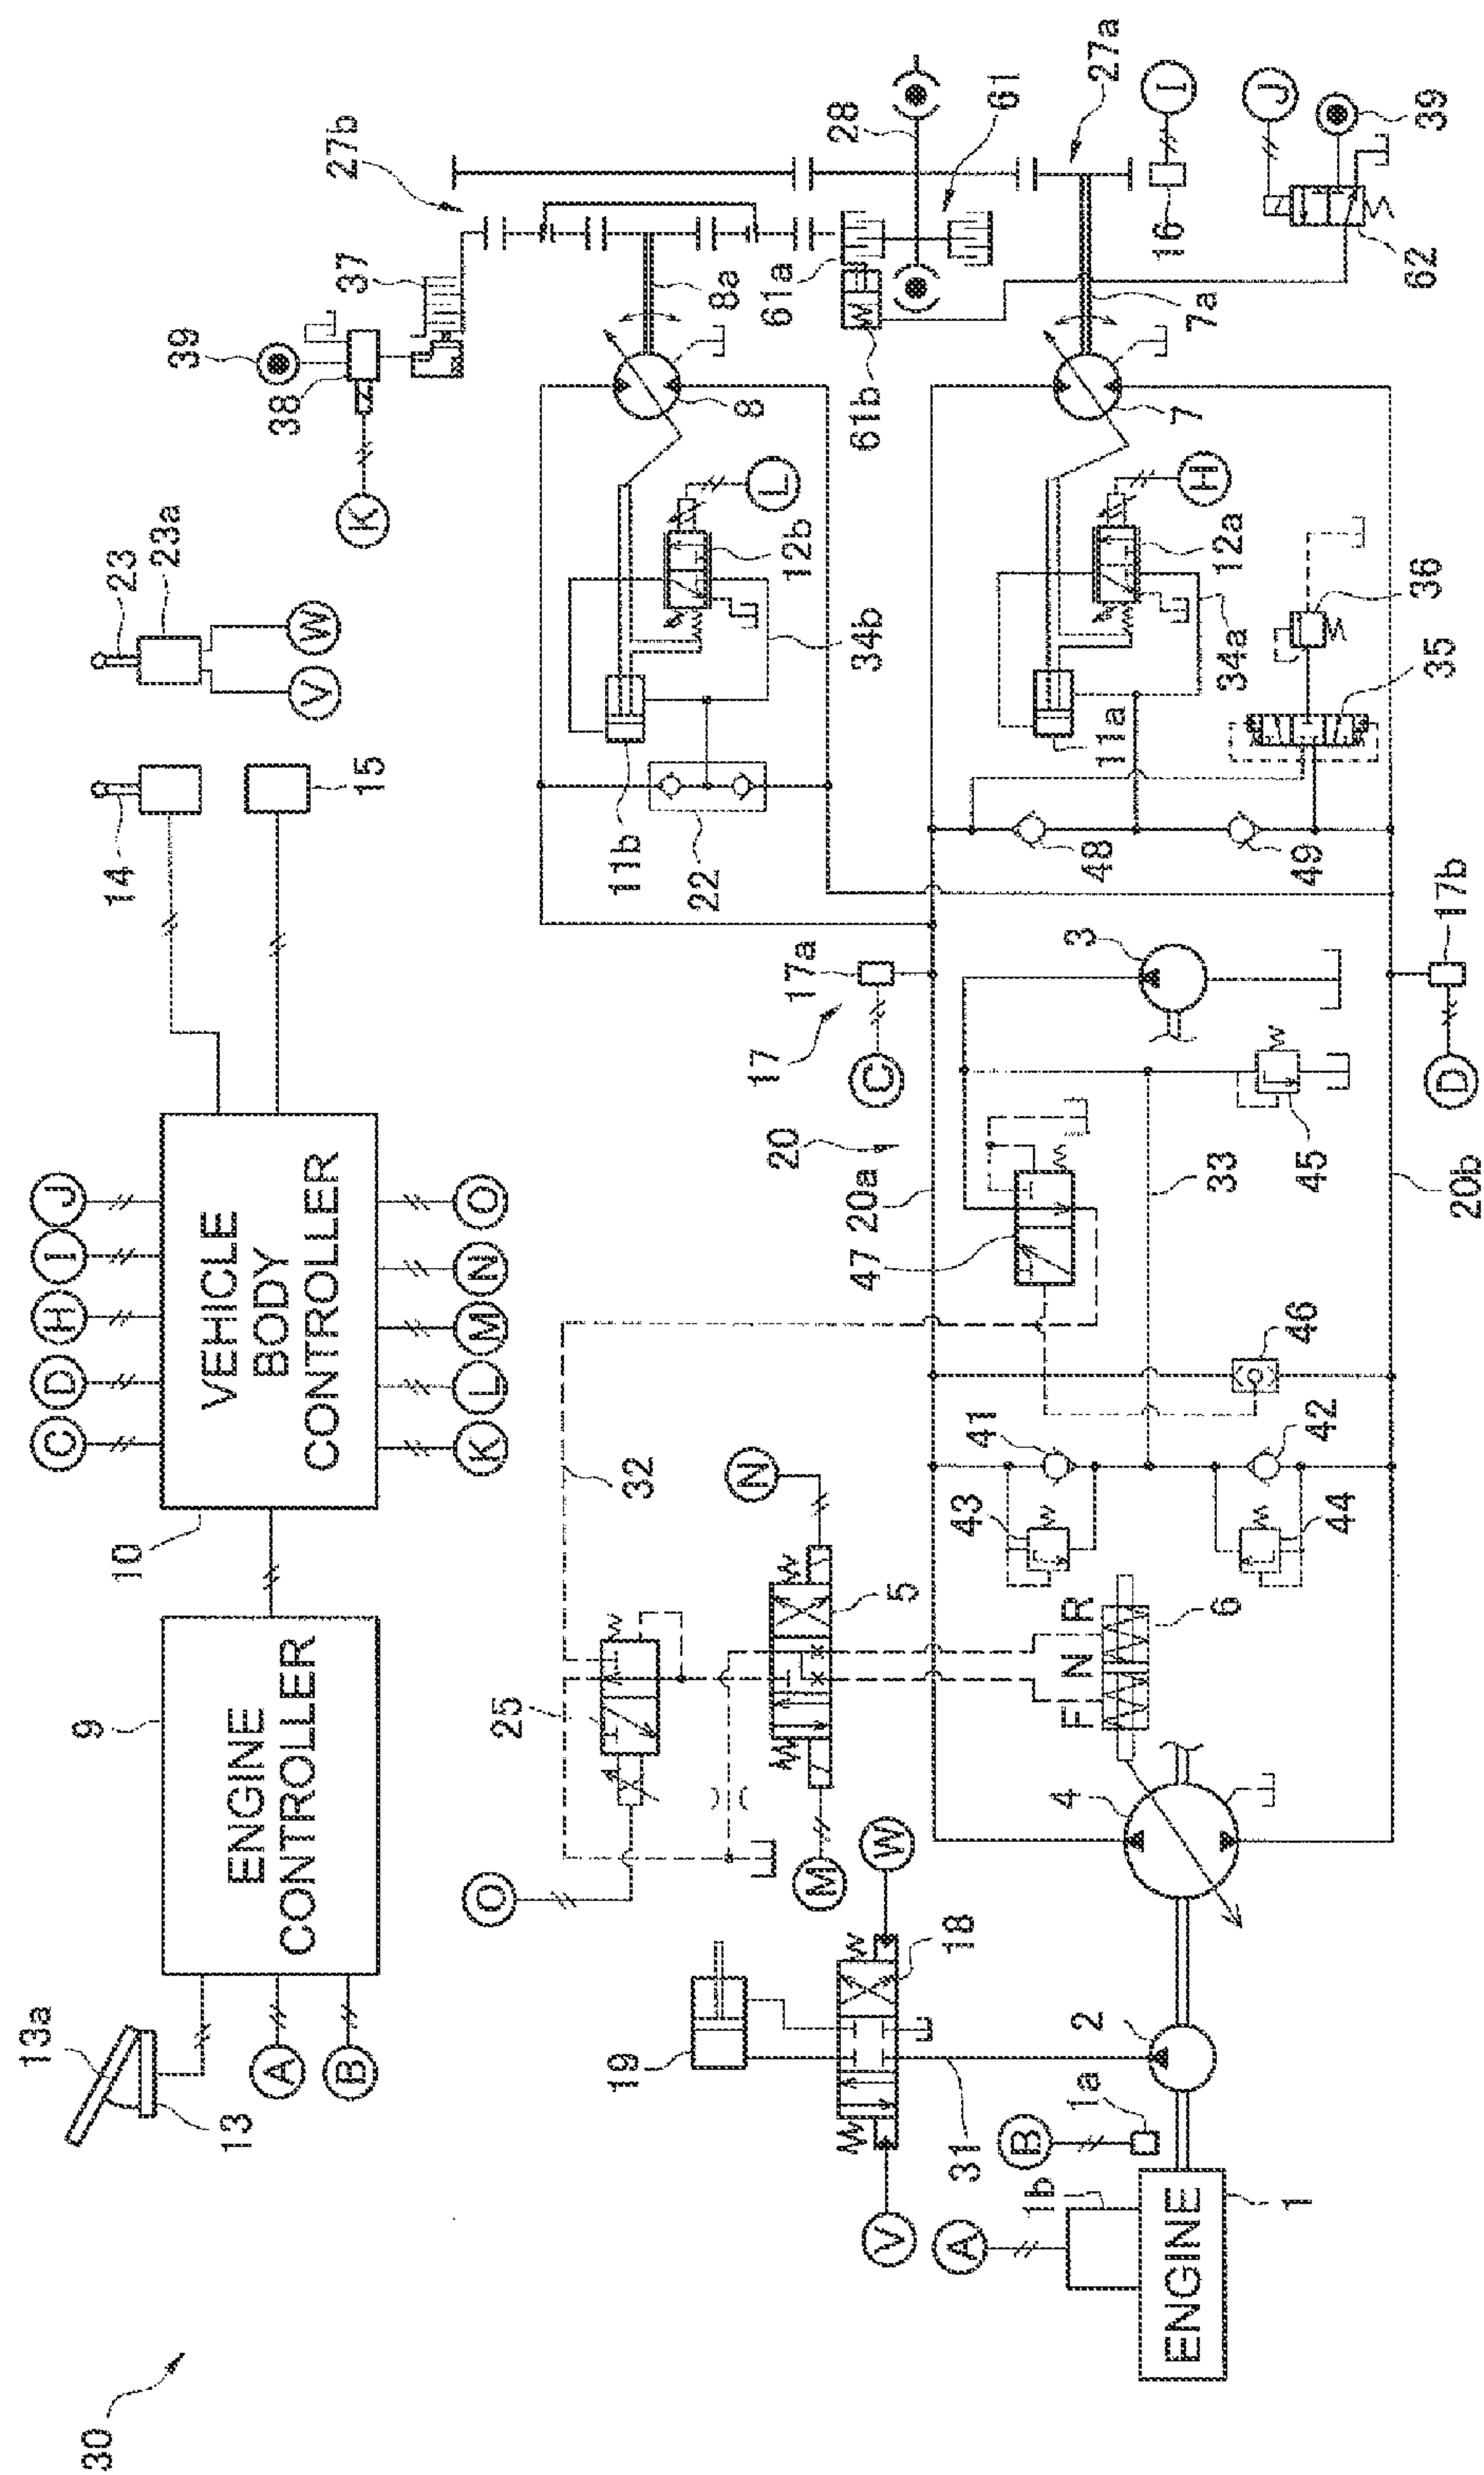 30
13a
13
A
B
9
ENGINE
CONTROLLER
10
C
D
H
I
J
VEHICLE
BODY
CONTROLLER
K
L
M
N
O
14
15
23
23a
V
W
K
38
39
37
27b
O
25
32
M
N
5
19
V
W
18
31
A
1b
B
1a
2
ENGINE
1
4
F N R
6
43
41
44
42
46
47
33
45
3
20
20a
20b
17
17a
C
17b
D
11b
22
34b
12b
L
8
8a
61a
61b
28
61
27a
7
7a
16
I
J
39
62
48
49
11a
34a
12a
H
35
36